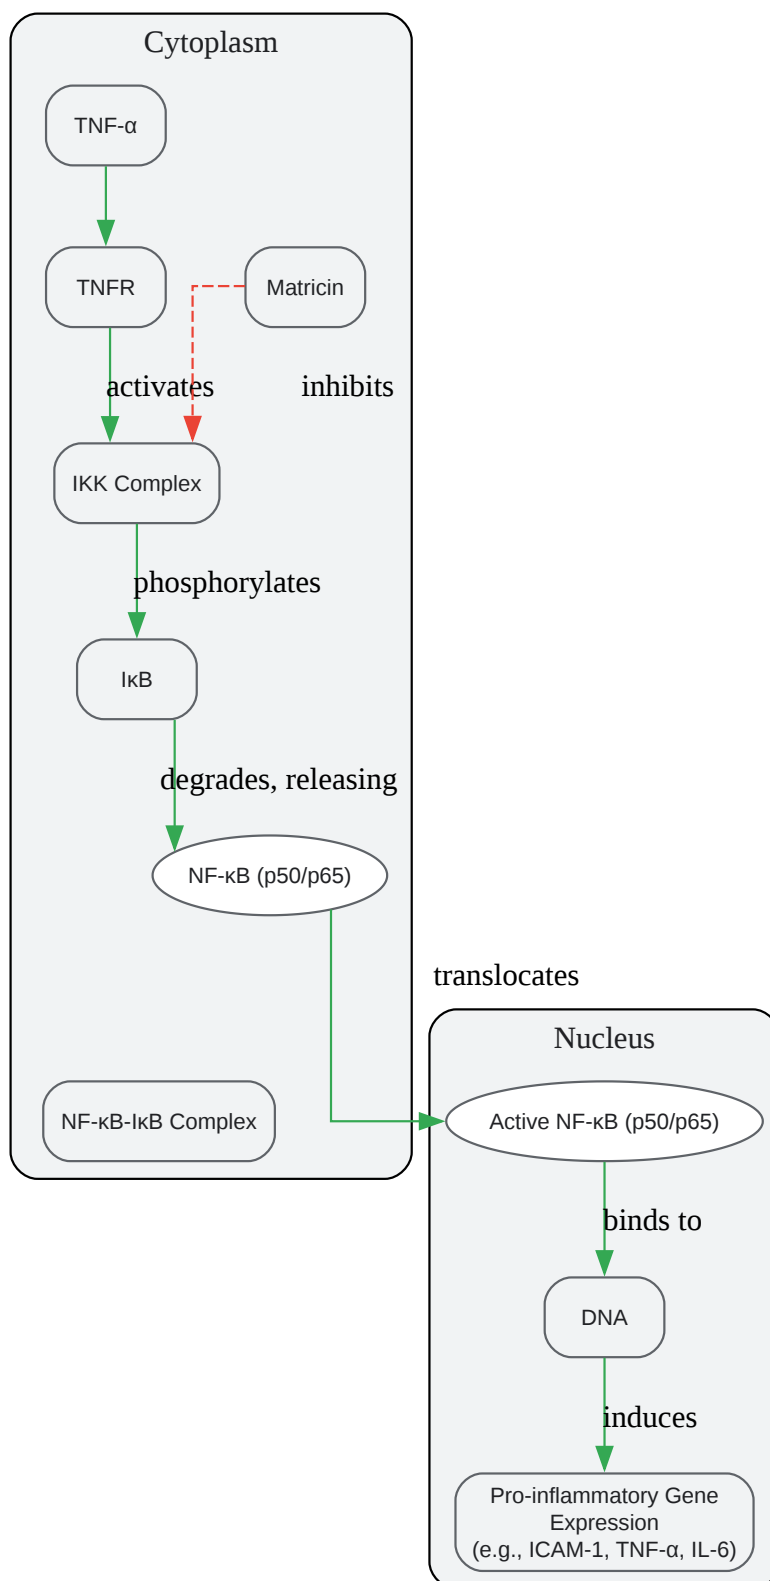 Cytoplasm
TNF-α
TNFR
Matricin
activates
inhibits
IKK Complex
phosphorylates
IκB
degrades, releasing
NF-κB (p50/p65)
translocates
Nucleus
NF-κB-IκB Complex
Active NF-κB (p50/p65)
binds to
DNA
induces
Pro-inflammatory Gene
Expression
(e.g., ICAM-1, TNF-α, IL-6)